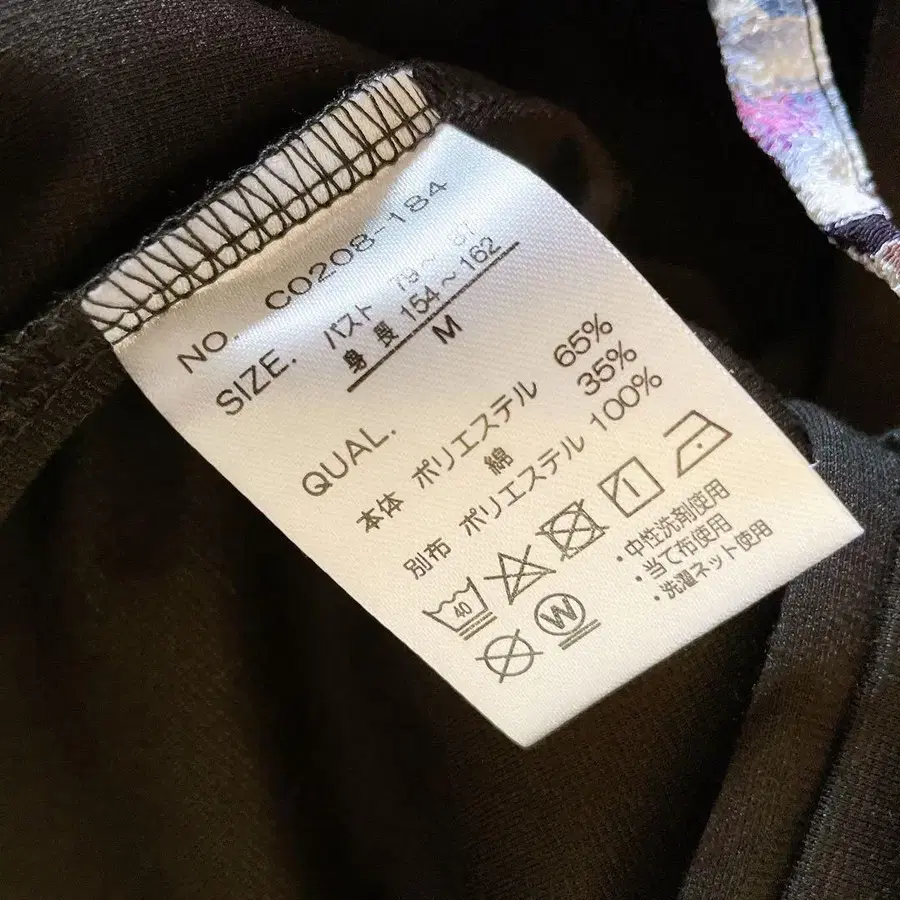 NO. C0208-184
SIZE. バスト 79～87
身長 154～162
M
QUAL.
本体 ポリエステル 65%
綿 35%
別布 ポリエステル 100%
40
W
・中性洗剤使用
・当て布使用
・洗濯ネット使用